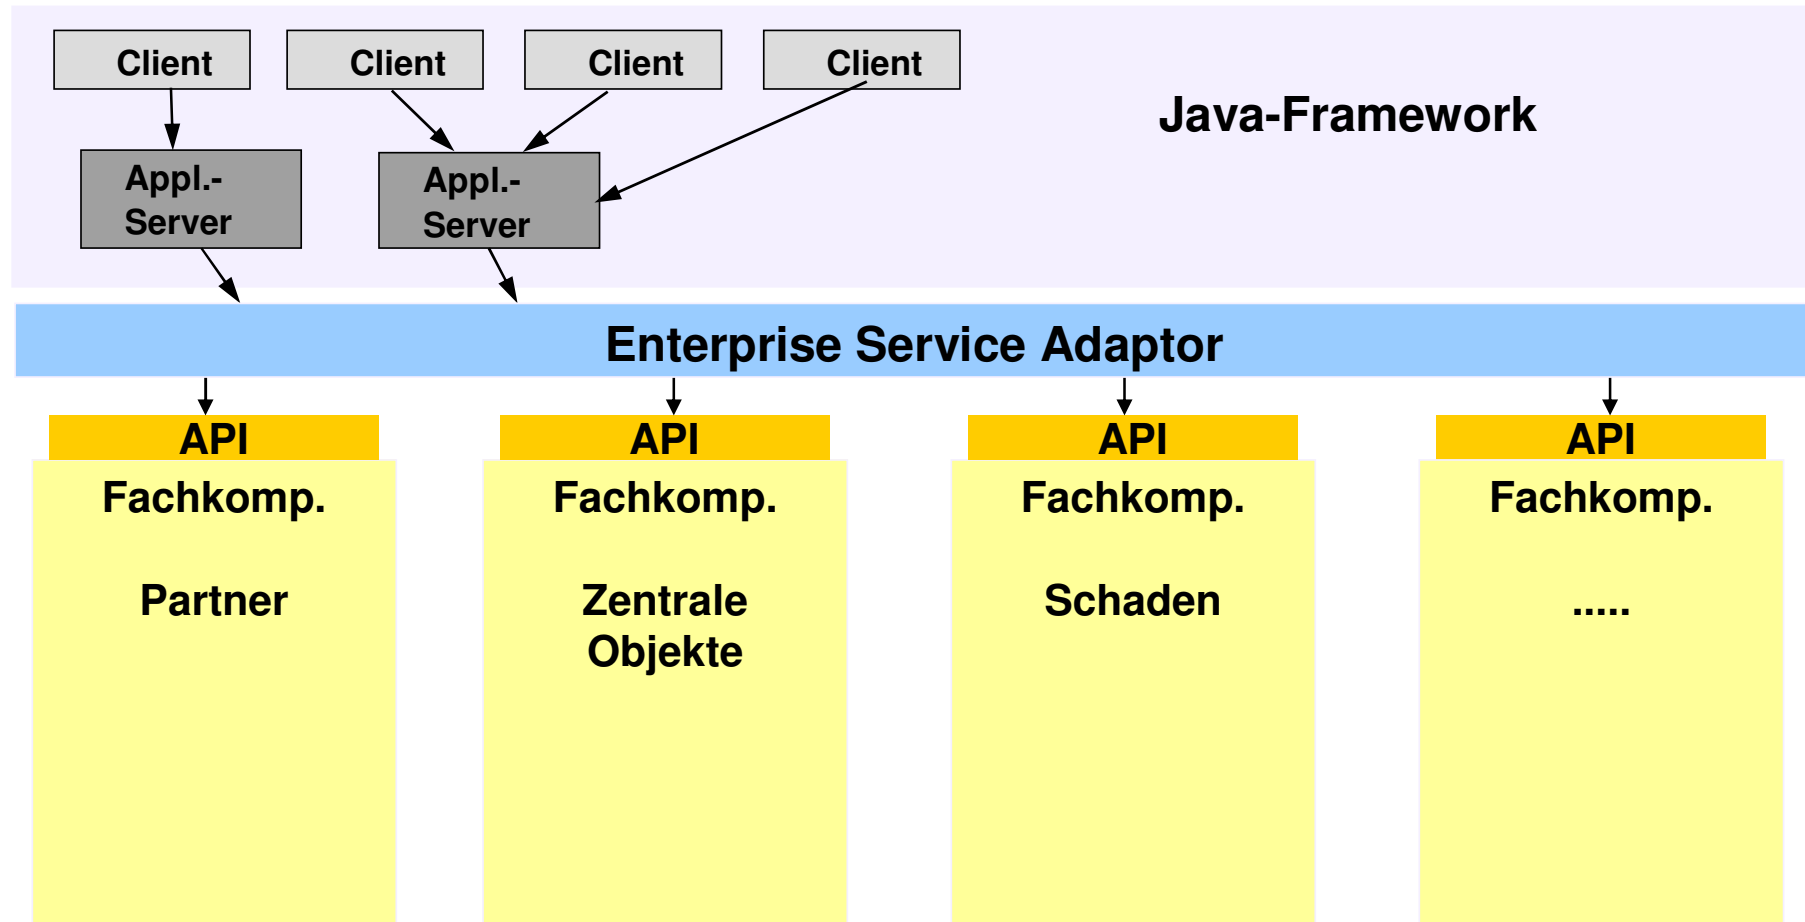 Client
Client
Client
Client
Java-Framework
Appl.-
Server
Appl.-
Server
Enterprise Service Adaptor
API
API
API
API
Fachkomp.
Partner
Fachkomp.
Zentrale
Objekte
Fachkomp.
Schaden
Fachkomp.
.....